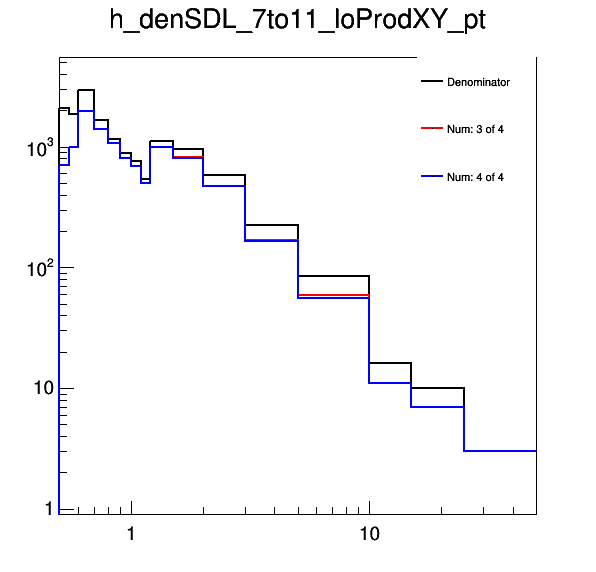 h_denSDL_7to11_loProdXY_pt
Denominator
Num: 3 of 4
Num: 4 of 4
10³
10²
10
1
1 10